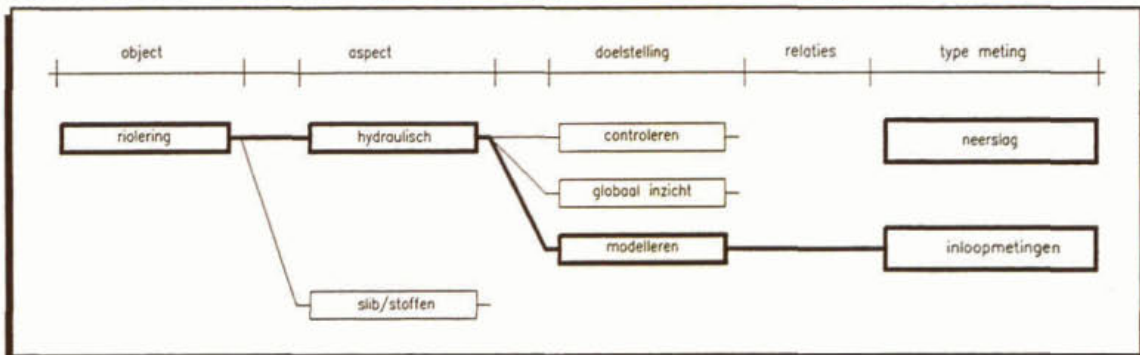 object aspect doelstelling relaties type meting
riolering hydraulisch controleren neerslag
globaal inzicht
modelleren inloopmetingen
slib/stoffen